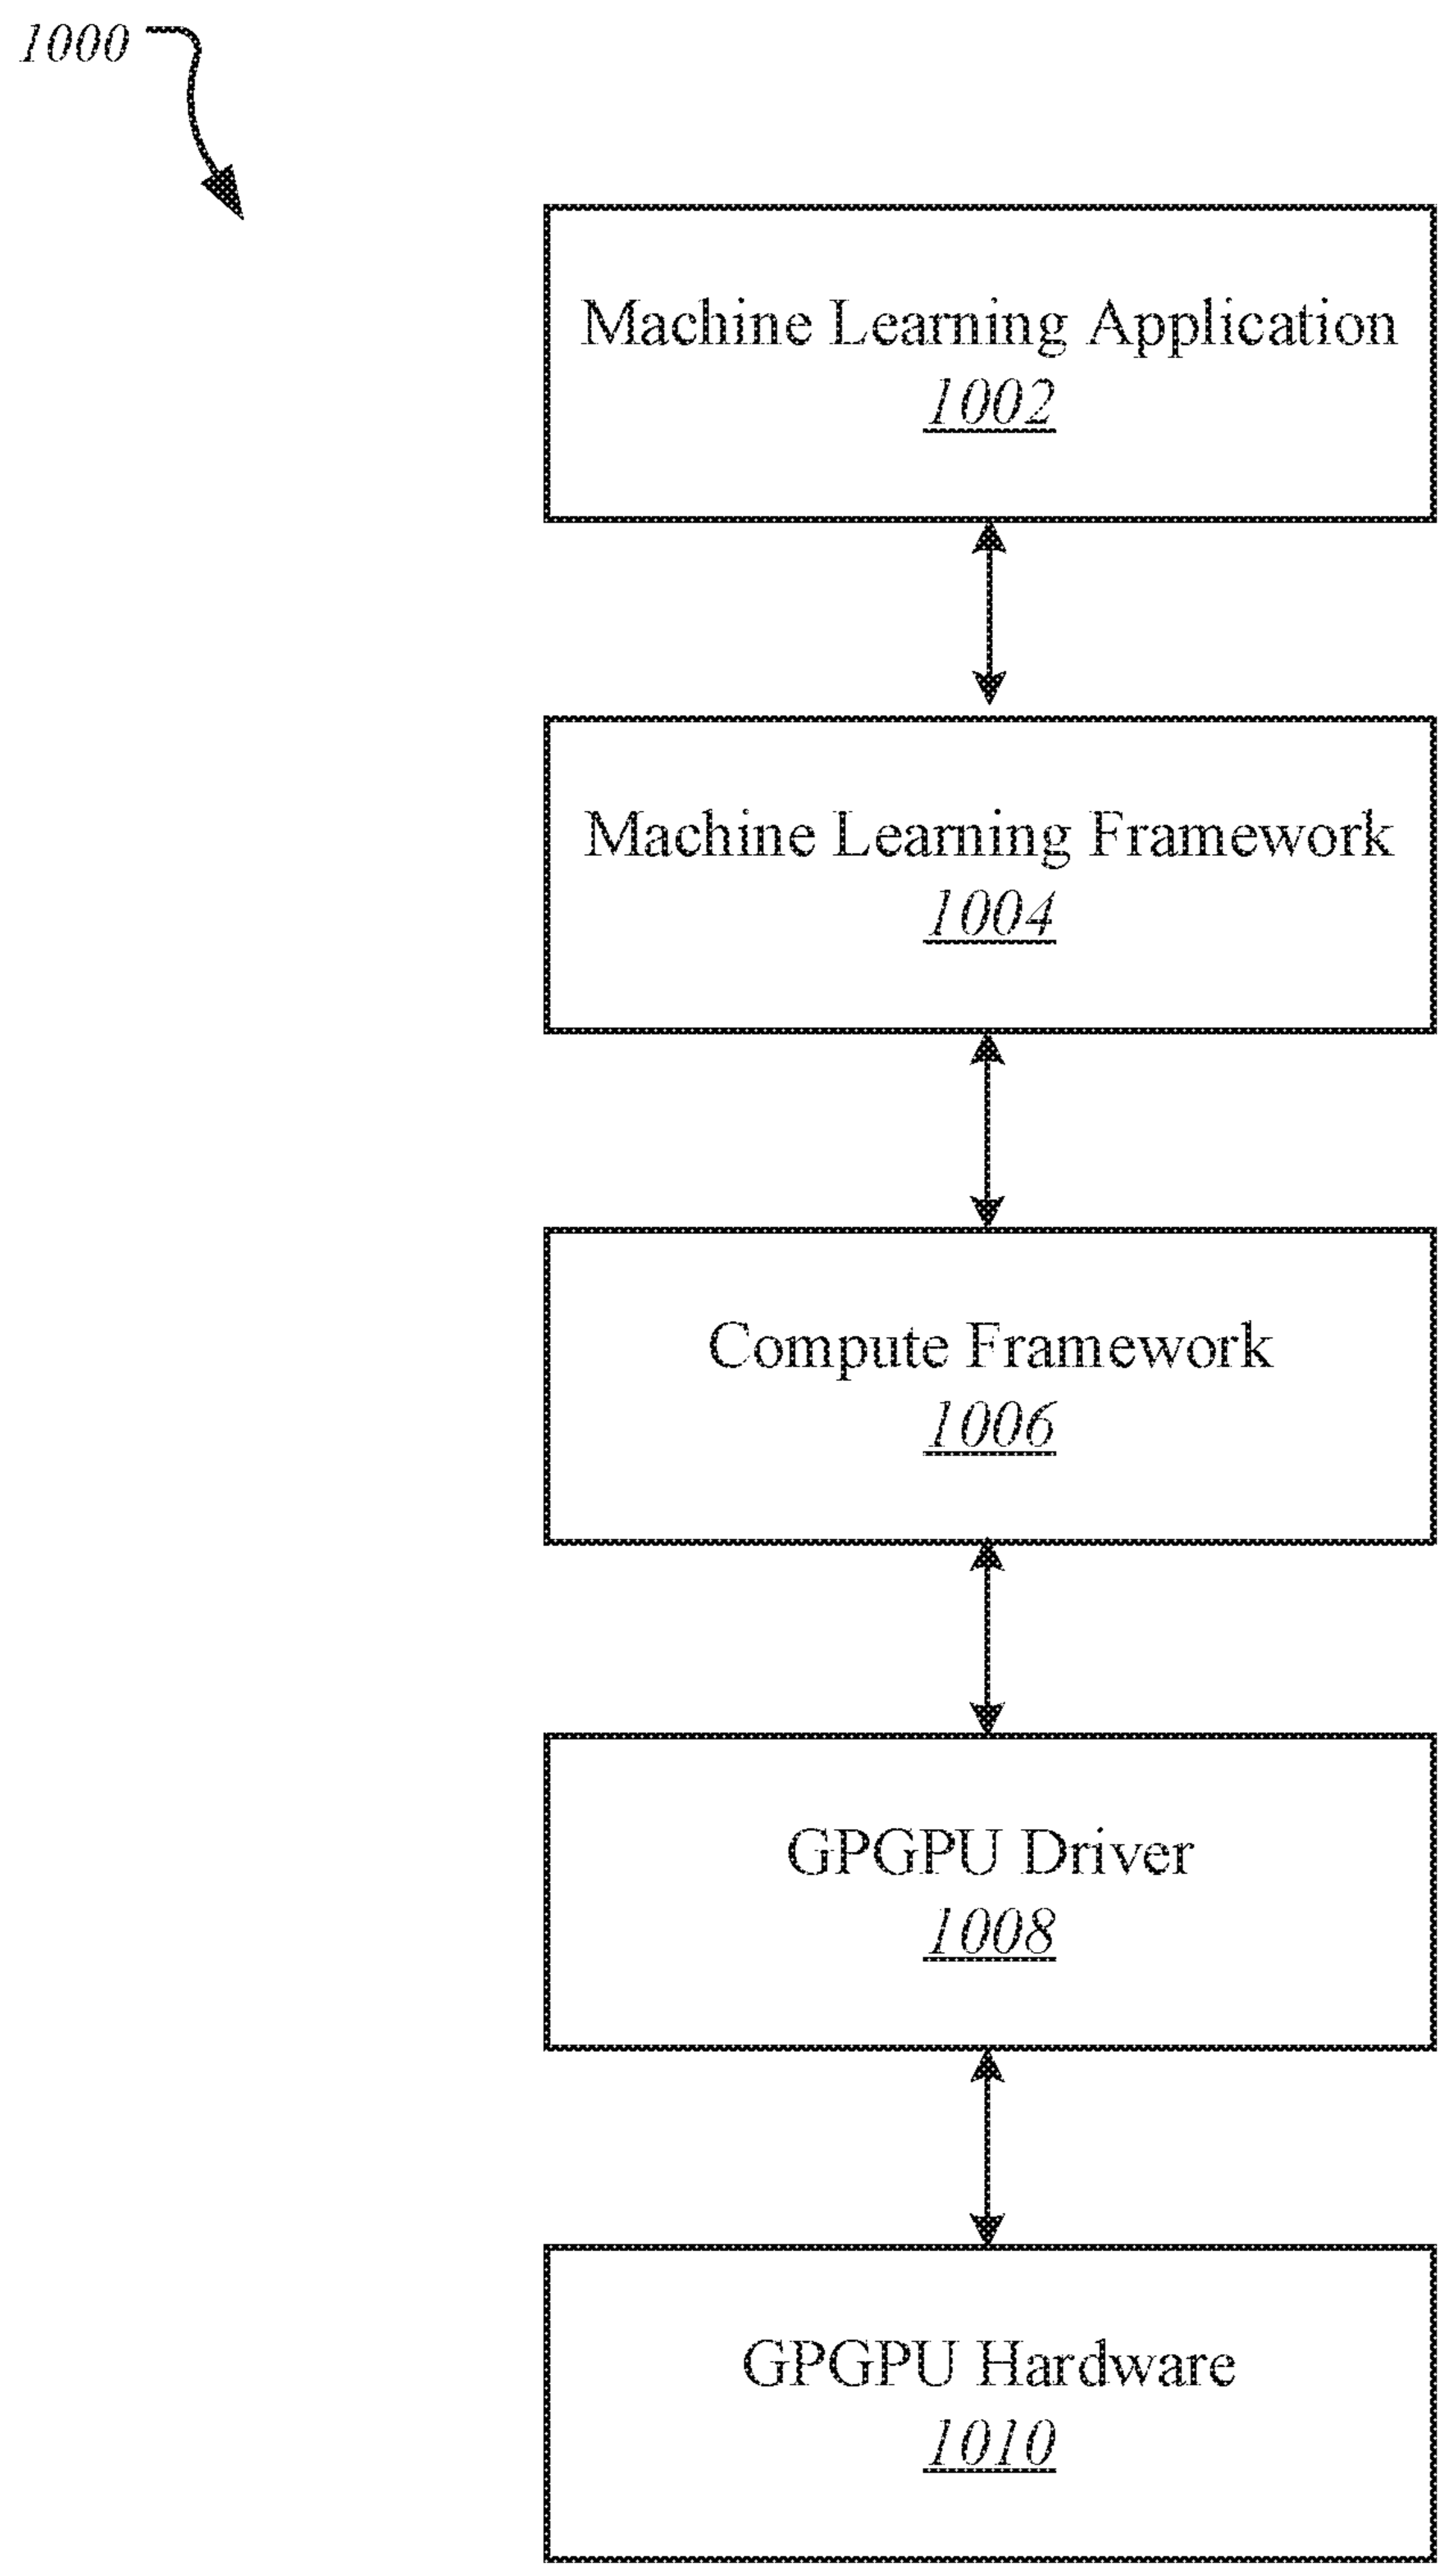 1000
Machine Learning Application
1002
Machine Learning Framework
1004
Compute Framework
1006
GPGPU Driver
1008
GPGPU Hardware
1010